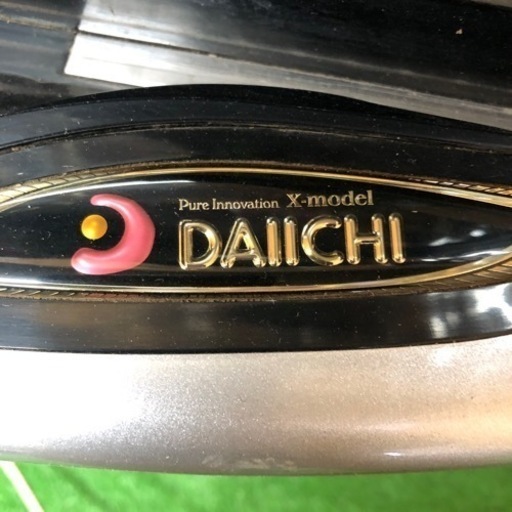 Pure Innovation X-model
DAIICHI